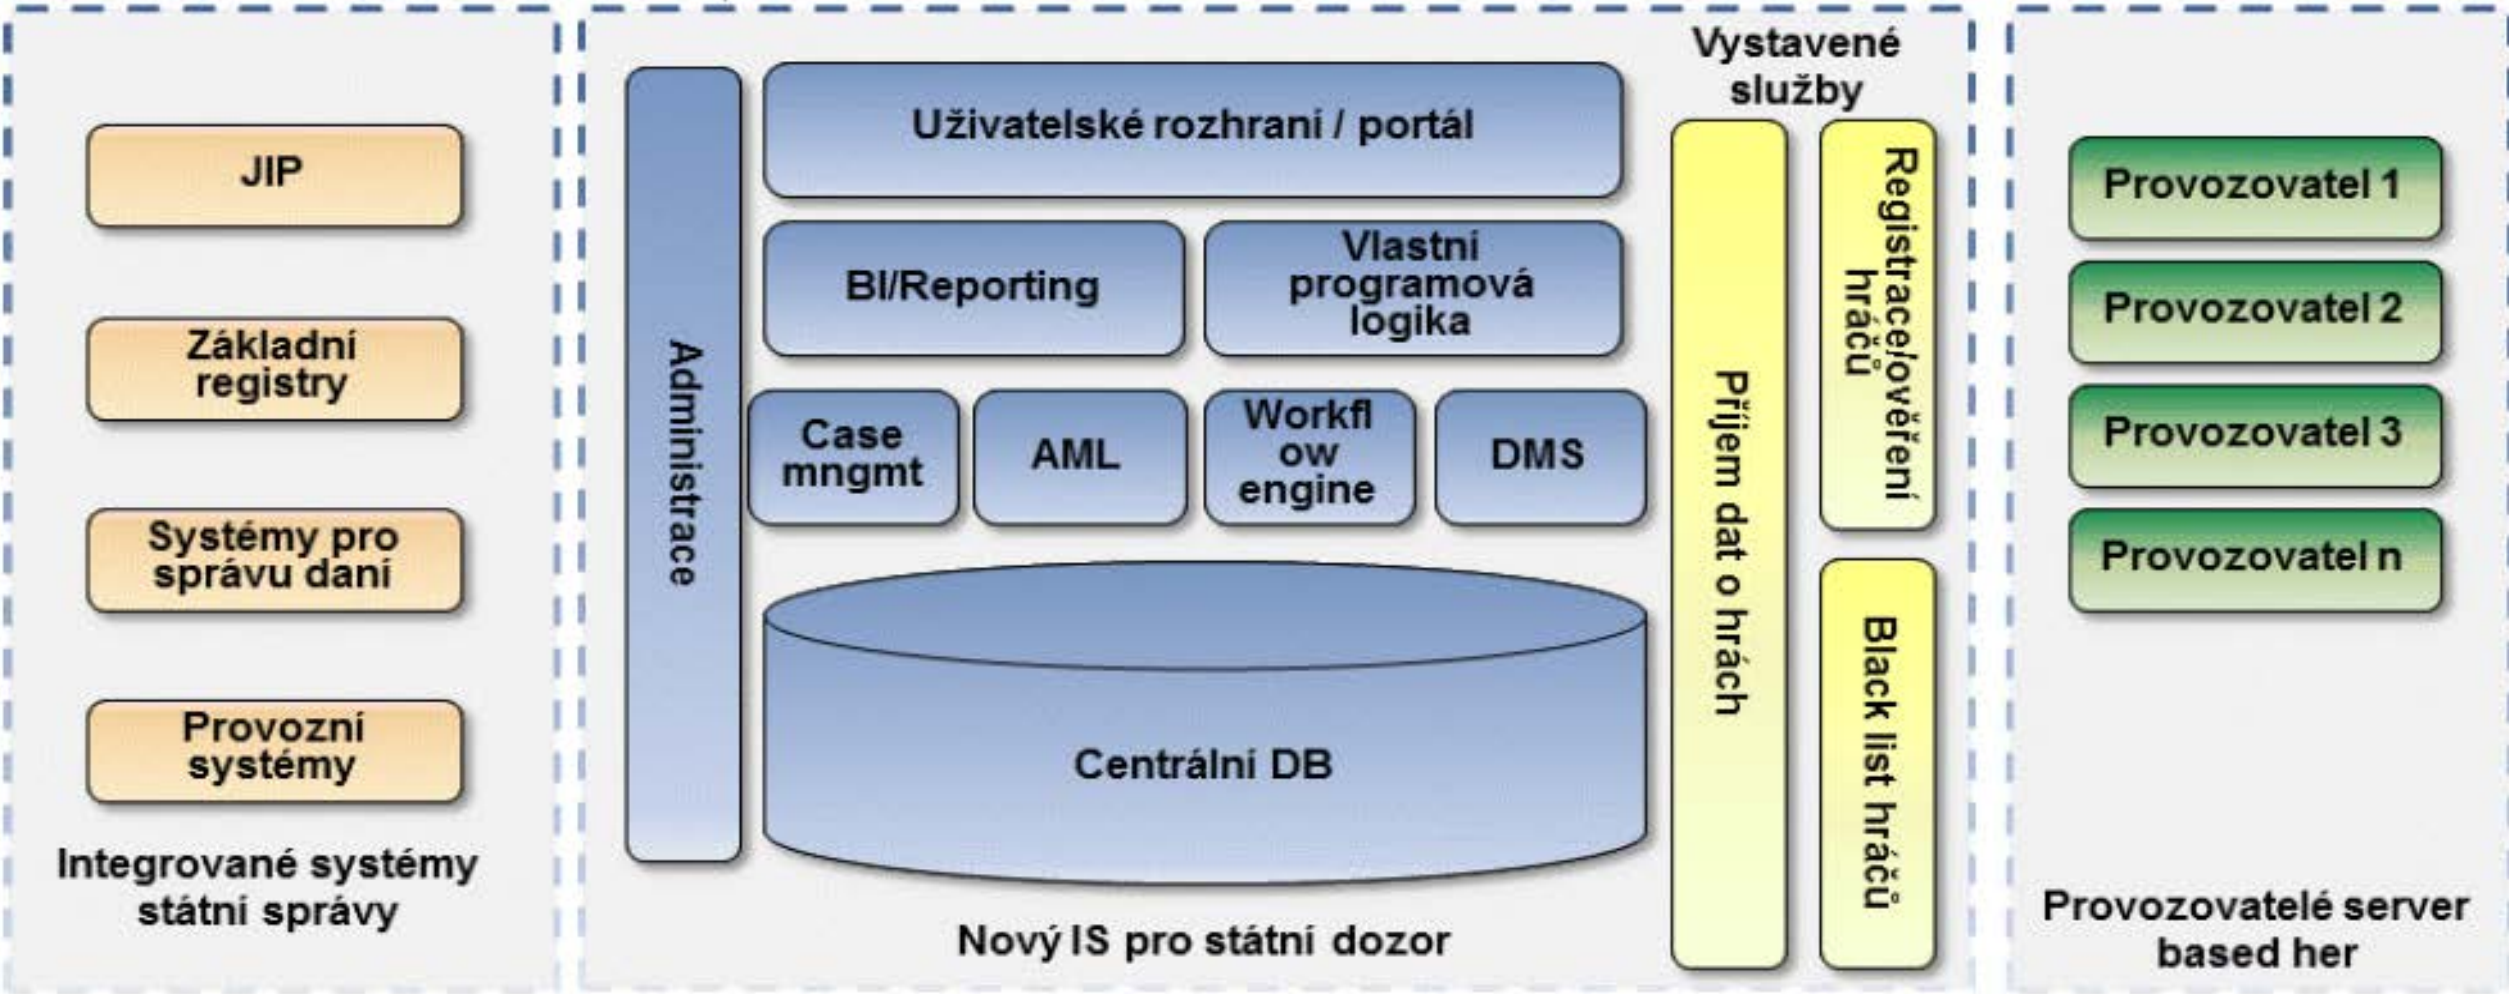 JIP
Základní
registry
Systémy pro
správu daní
Provozní
systémy
Integrované systémy
státní správy
Administrace
Uživatelské rozhraní / portál
BI/Reporting
Vlastní
programová
logika
Case
mngmt
AML
Workfl
ow
engine
DMS
Centrální DB
Nový IS pro státní dozor
Vystavené
služby
Příjem dat o hrách
Registrace/ověření
hráčů
Black list hráčů
Provozovatel 1
Provozovatel 2
Provozovatel 3
Provozovatel n
Provozovatelé server
based her